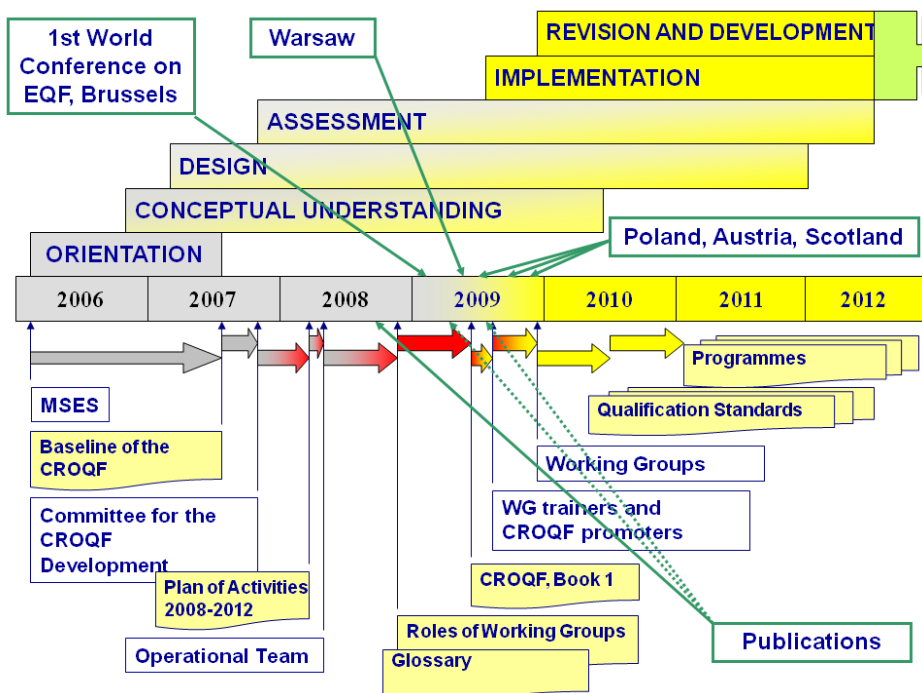 1st World
Conference on
EQF, Brussels
Warsaw
REVISION AND DEVELOPMENT
IMPLEMENTATION
ASSESSMENT
DESIGN
CONCEPTUAL UNDERSTANDING
Poland, Austria, Scotland
ORIENTATION
2006
2007
2008
2009
2010
2011
2012
Programmes
MSES
Qualification Standards
Baseline of the
CROQF
Working Groups
Committee for the
CROQF
Development
WG trainers and
CROQF promoters
Plan of Activities
2008-2012
CROQF, Book 1
Operational Team
Roles of Working Groups
Glossary
Publications